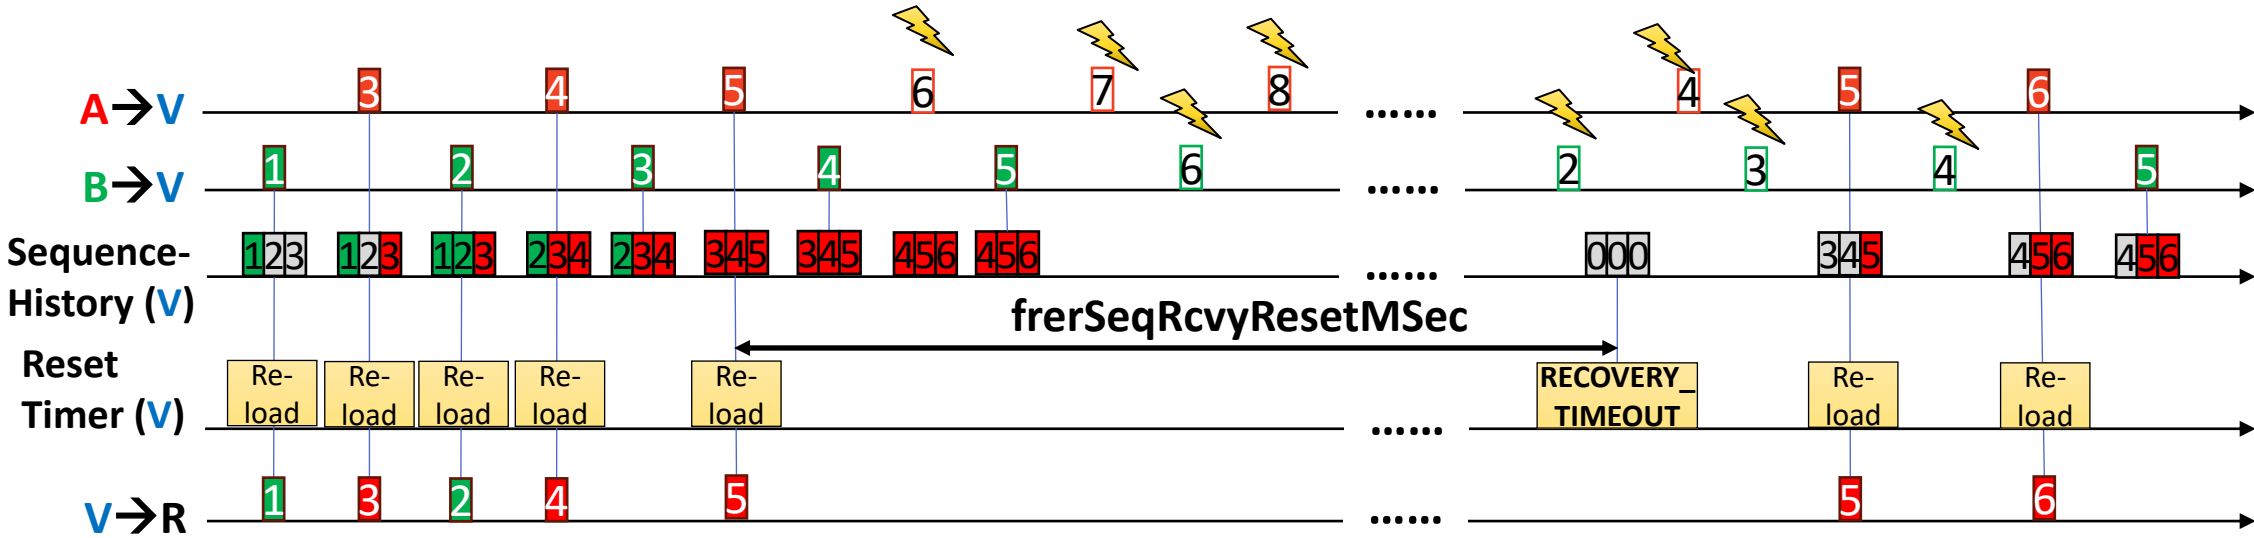 A→V 3 4 5 6 7 8 ...... 4 5 6
B→V 1 2 3 4 5 6 ...... 2 3 4 5
Sequence-
History (V)
123 123 123 234 234 345 345 456 456 ...... 000 345 456 456
frerSeqRcvyResetMSec
Reset
Timer (V)
Re-
load
Re-
load
Re-
load
Re-
load
Re-
load
......
RECOVERY_
TIMEOUT
Re-
load
Re-
load
V→R 1 3 2 4 5 ...... 5 6